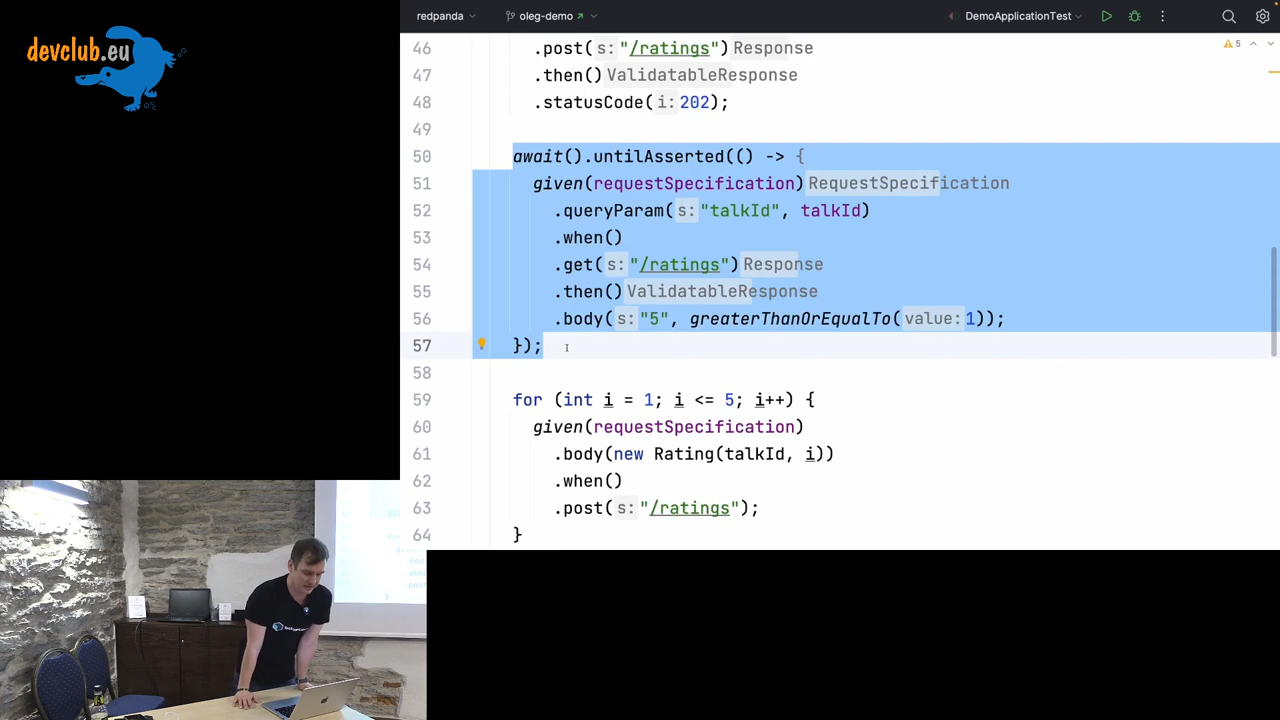 devclub.eu
redpanda
oleg-demo
DemoApplicationTest
46 .post(s: "/ratings") Response
47 .then() ValidatableResponse
48 .statusCode(i: 202);
49
50 await().untilAsserted(() -> {
51 given(requestSpecification) RequestSpecification
52 .queryParam(s: "talkId", talkId)
53 .when()
54 .get(s: "/ratings") Response
55 .then() ValidatableResponse
56 .body(s: "5", greaterThanOrEqualTo(value: 1));
57 });
58
59 for (int i = 1; i <= 5; i++) {
60 given(requestSpecification)
61 .body(new Rating(talkId, i))
62 .when()
63 .post(s: "/ratings");
64 }
5